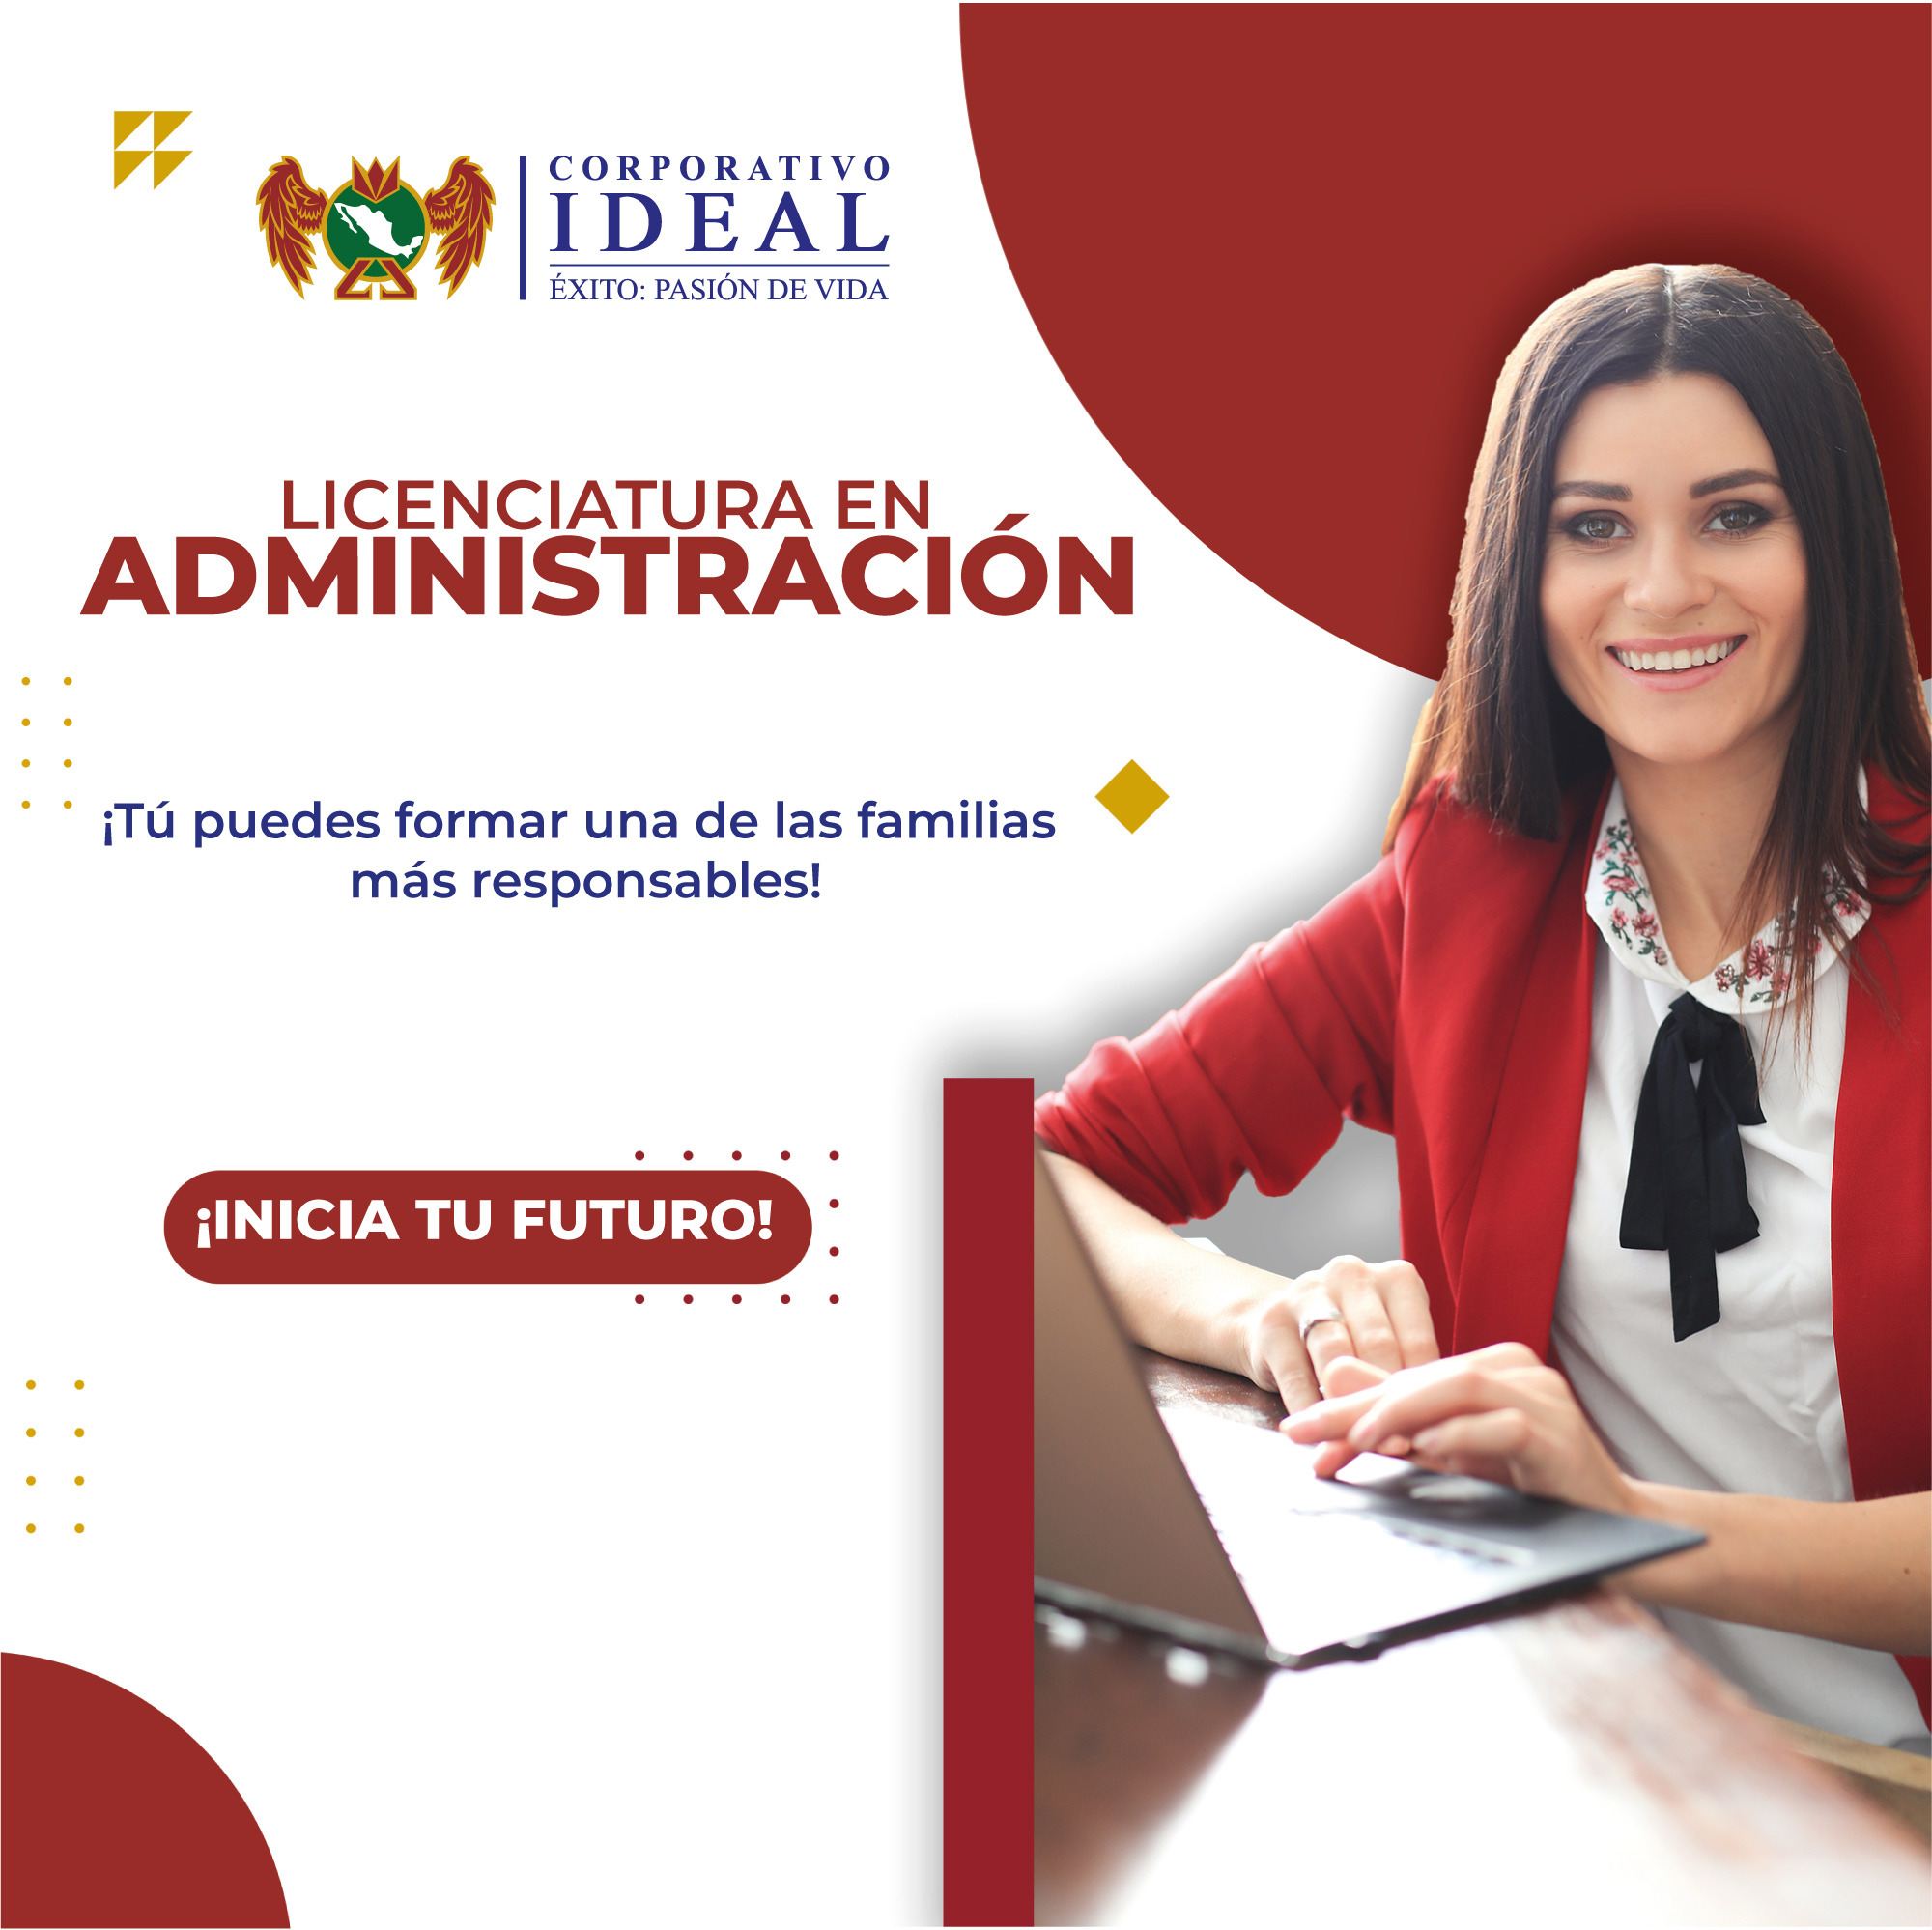 CORPORATIVO
IDEAL
ÉXITO: PASIÓN DE VIDA
LICENCIATURA EN
ADMINISTRACIÓN
¡Tú puedes formar una de las familias
más responsables!
¡INICIA TU FUTURO!